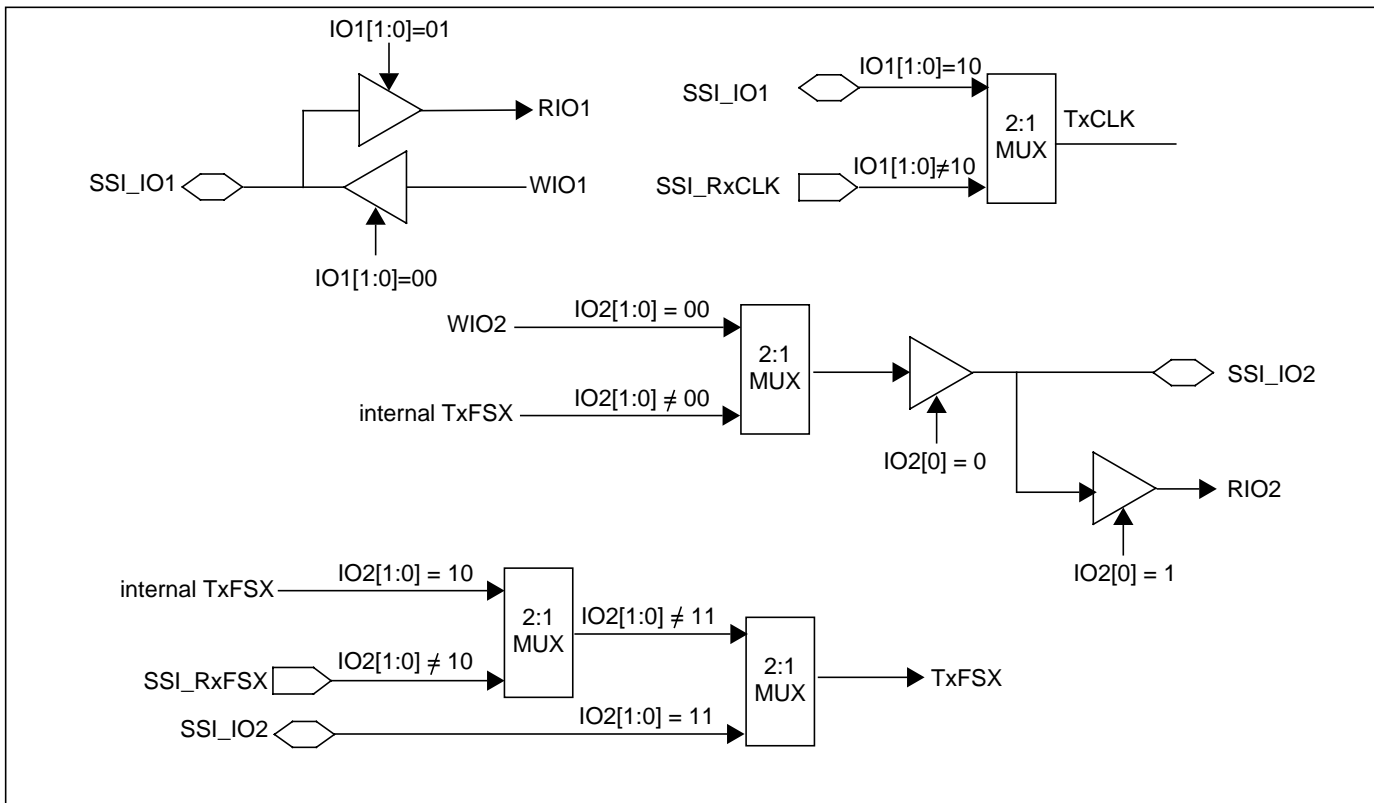 IO1[1:0]=01
RIO1
SSI_IO1
WIO1
IO1[1:0]=00
SSI_IO1
IO1[1:0]=10
SSI_RxCLK
IO1[1:0]≠10
2:1
MUX
TxCLK
WIO2
IO2[1:0] = 00
internal TxFSX
IO2[1:0] ≠ 00
2:1
MUX
IO2[0] = 0
SSI_IO2
RIO2
IO2[0] = 1
internal TxFSX
IO2[1:0] = 10
SSI_RxFSX
IO2[1:0] ≠ 10
2:1
MUX
IO2[1:0] ≠ 11
SSI_IO2
IO2[1:0] = 11
2:1
MUX
TxFSX